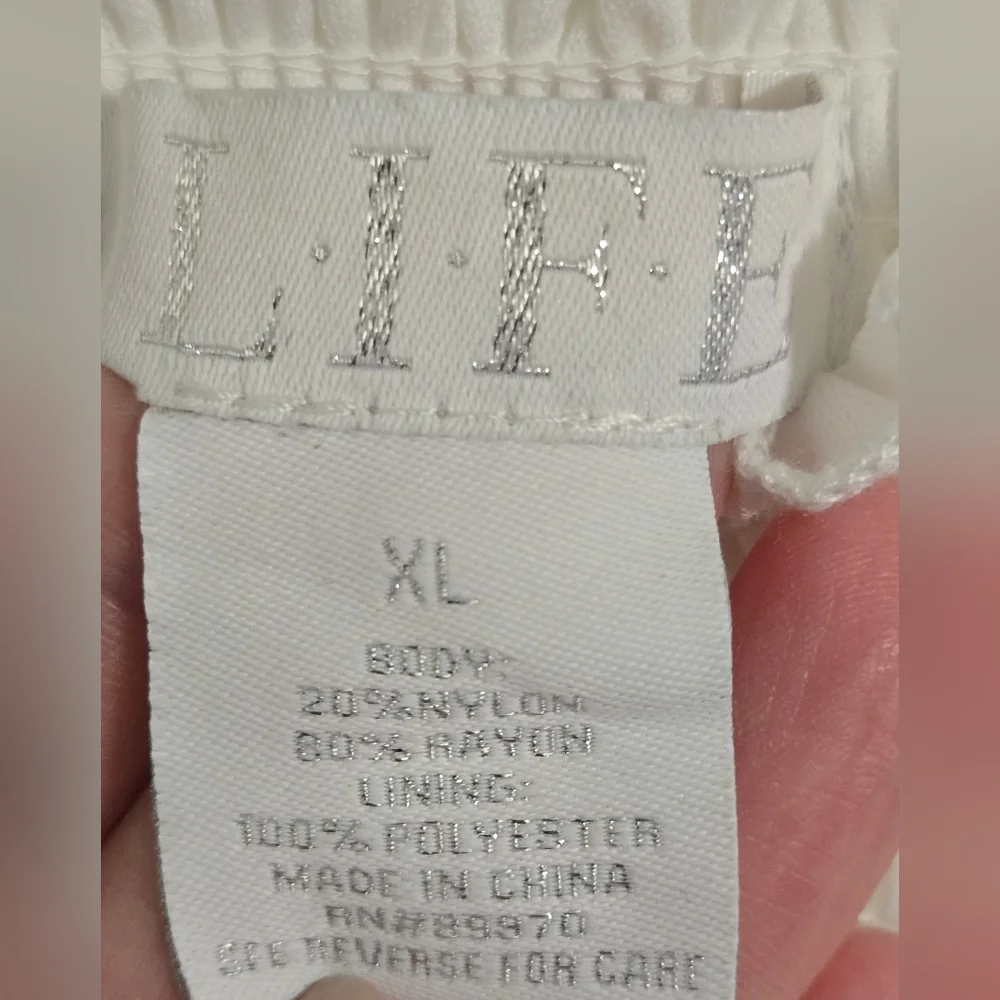 L·I·F·E
XL
BODY:
20%NYLON
80% RAYON
LINING:
100% POLYESTER
MADE IN CHINA
RN#89970
SEE REVERSE FOR CARE